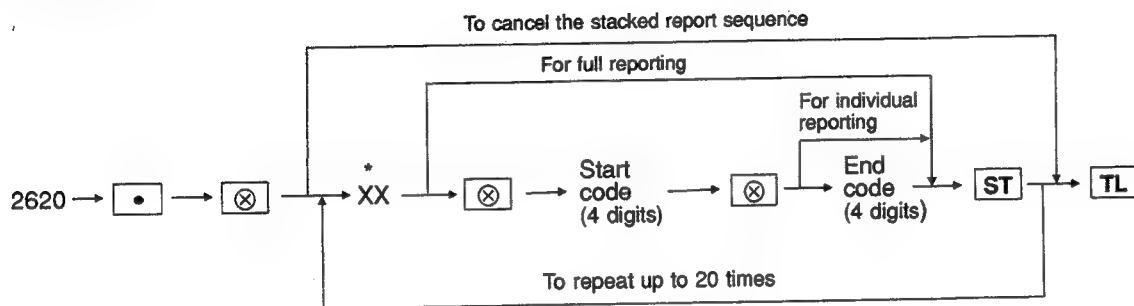 To cancel the stacked report sequence
For full reporting
For individual
reporting
*
2620 • ⊗ XX ⊗ Start code (4 digits) ⊗ End code (4 digits) ST TL
To repeat up to 20 times